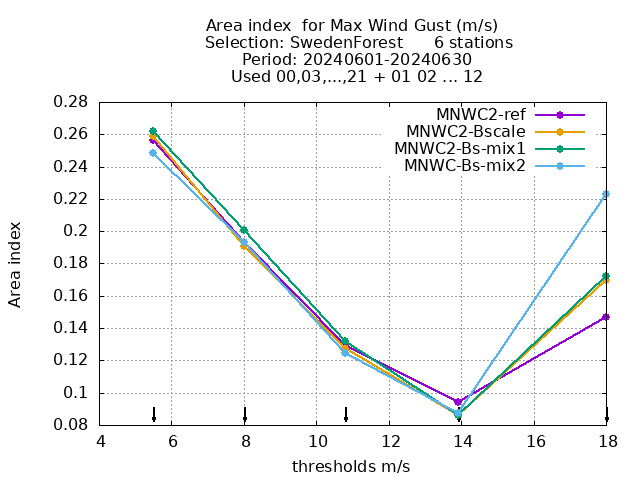 Area index  for Max Wind Gust (m/s)
Selection: SwedenForest      6 stations
Period: 20240601-20240630
Used 00,03,...,21 + 01 02 ... 12
MNWC2-ref
MNWC2-Bscale
MNWC2-Bs-mix1
MNWC-Bs-mix2
Area index
0.28
0.26
0.24
0.22
0.2
0.18
0.16
0.14
0.12
0.1
0.08
4 6 8 10 12 14 16 18
thresholds m/s